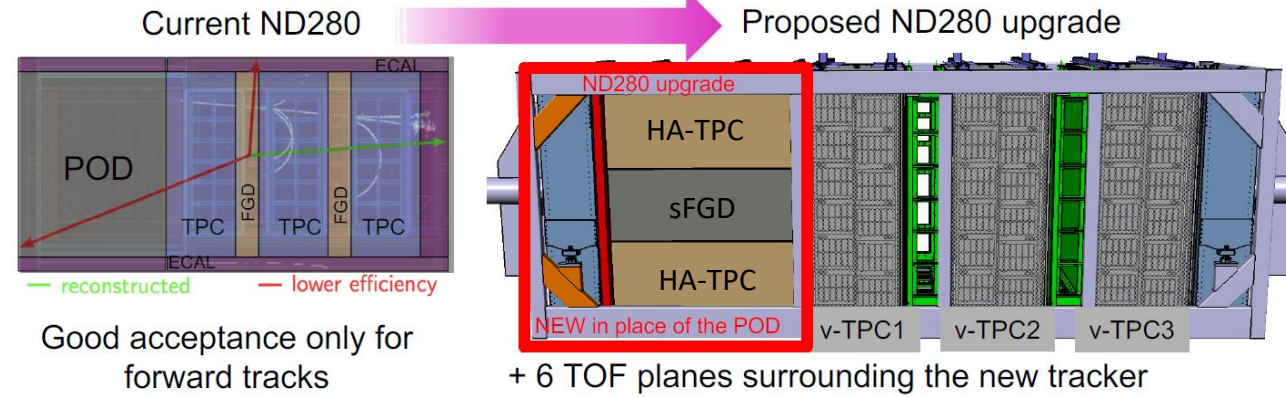 Current ND280
Proposed ND280 upgrade
ECAL
POD
TPC
FGD
TPC
FGD
TPC
ECAL
reconstructed
lower efficiency
Good acceptance only for
forward tracks
ND280 upgrade
HA-TPC
sFGD
HA-TPC
NEW in place of the POD
v-TPC1
v-TPC2
v-TPC3
+ 6 TOF planes surrounding the new tracker